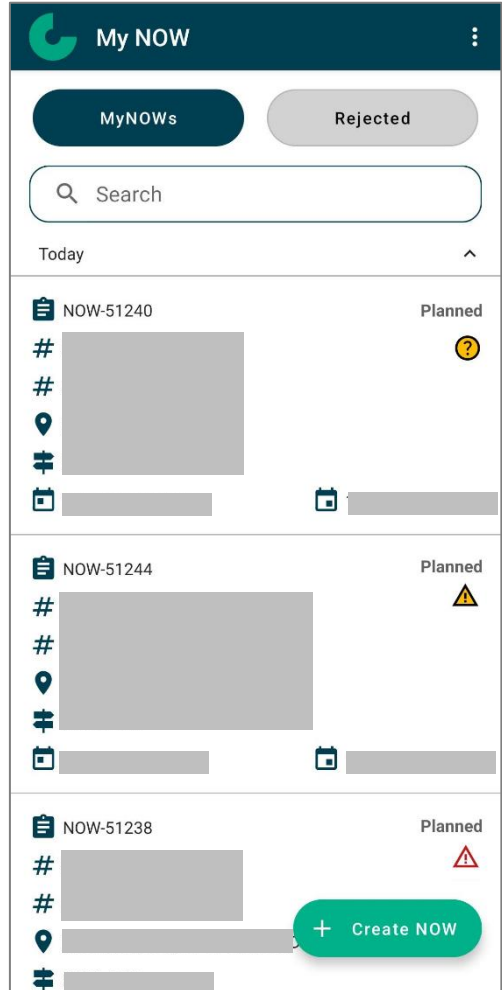 My NOW
MyNOWs
Rejected
Search
Today
NOW-51240
Planned
NOW-51244
Planned
NOW-51238
Planned
+ Create NOW